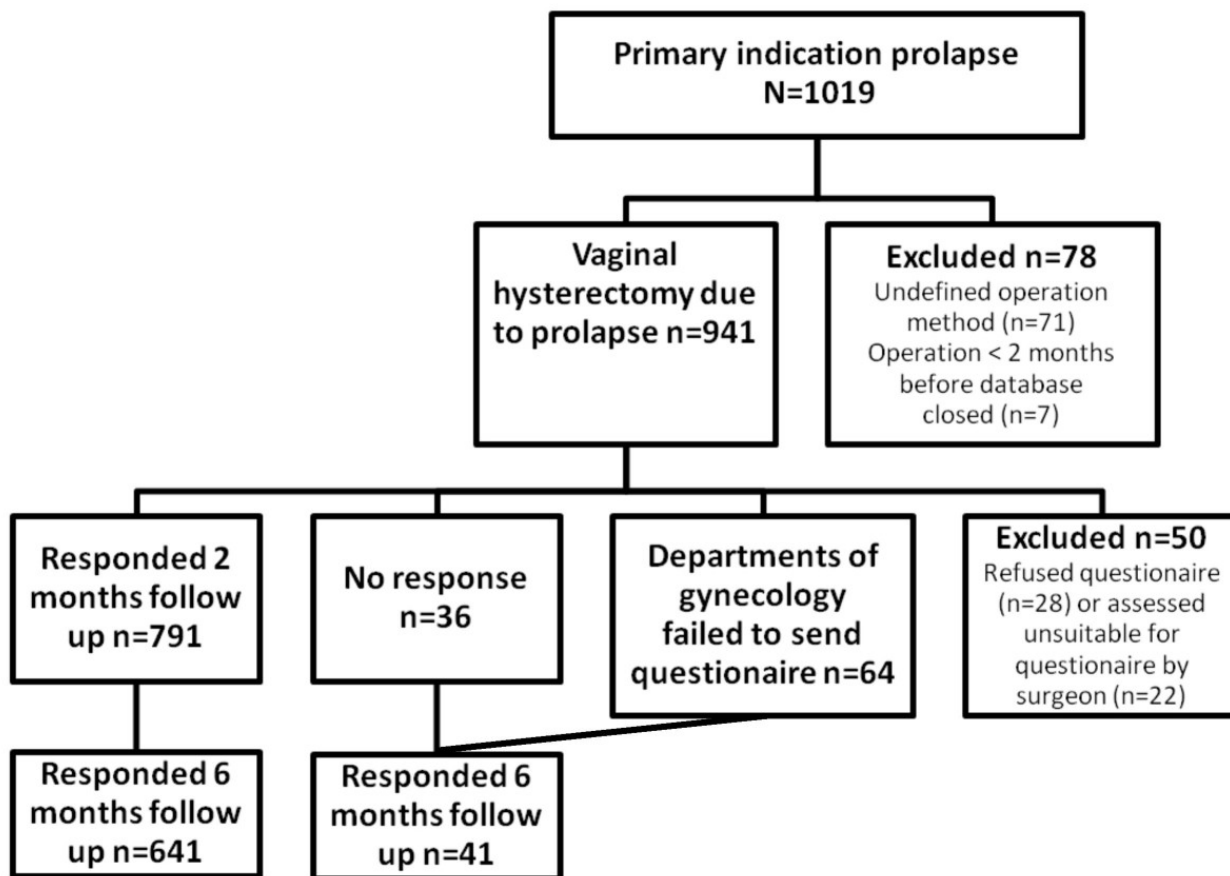 Primary indication prolapse
N=1019
Vaginal
hysterectomy due
to prolapse n=941
Excluded n=78
Undefined operation
method (n=71)
Operation < 2 months
before database
closed (n=7)
Responded 2
months follow
up n=791
No response
n=36
Departments of
gynecology
failed to send
questionaire n=64
Excluded n=50
Refused questionaire
(n=28) or assessed
unsuitable for
questionaire by
surgeon (n=22)
Responded 6
months follow
up n=641
Responded 6
months follow
up n=41